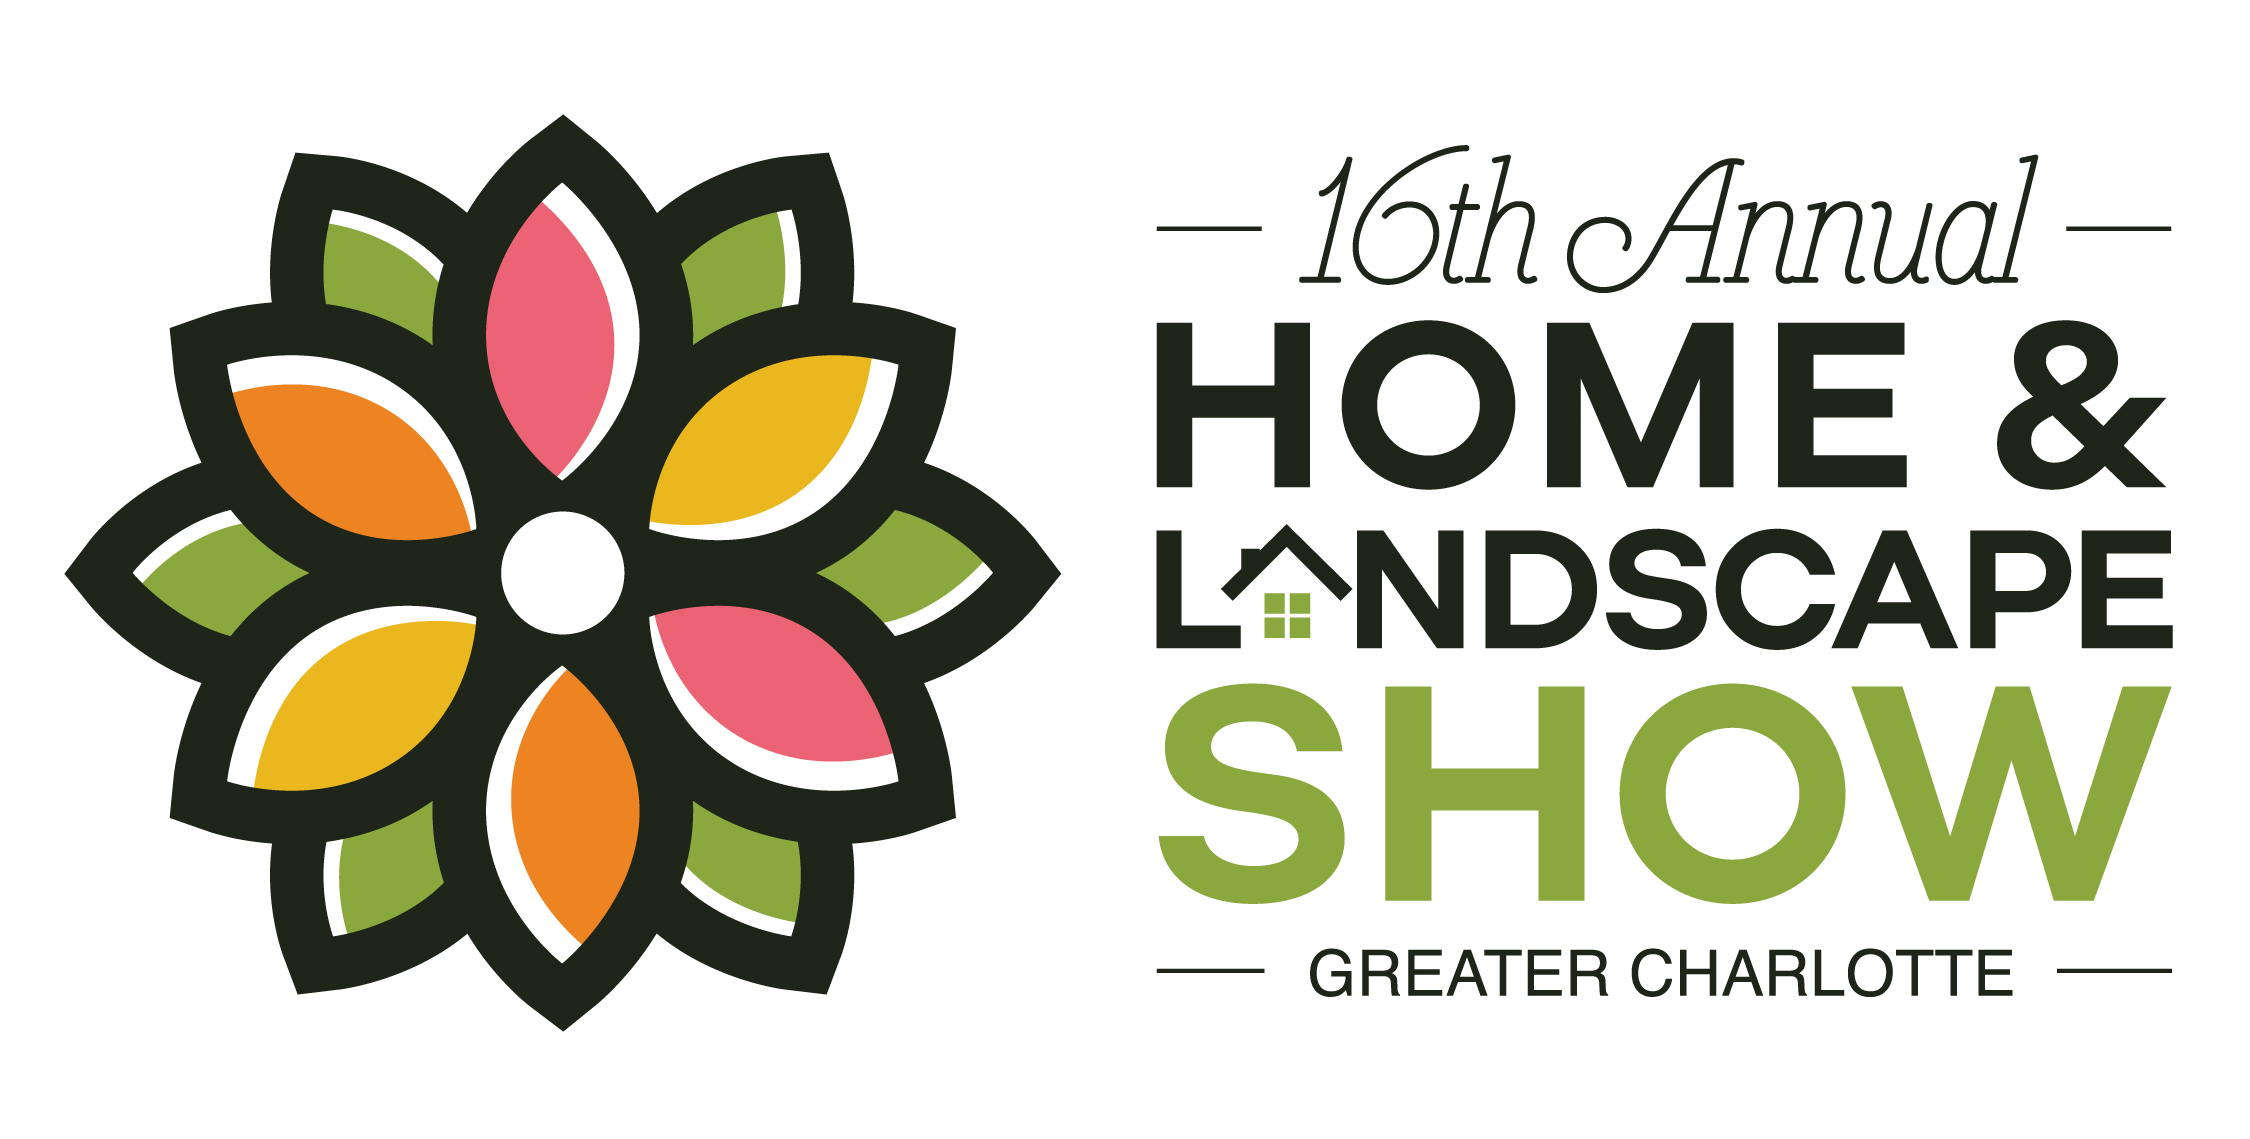 16th Annual
HOME &
LANDSCAPE
SHOW
GREATER CHARLOTTE